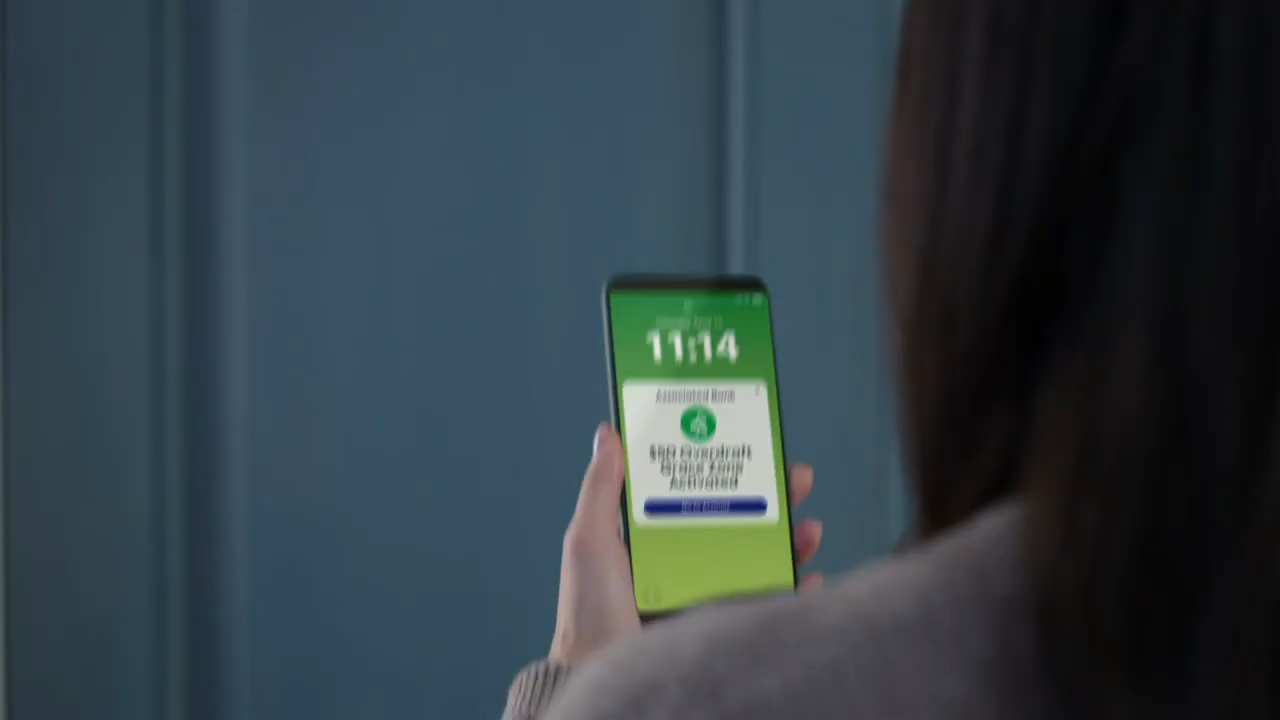 11:14
Associated Bank
$50 Overdraft
Grace Zone
Activated